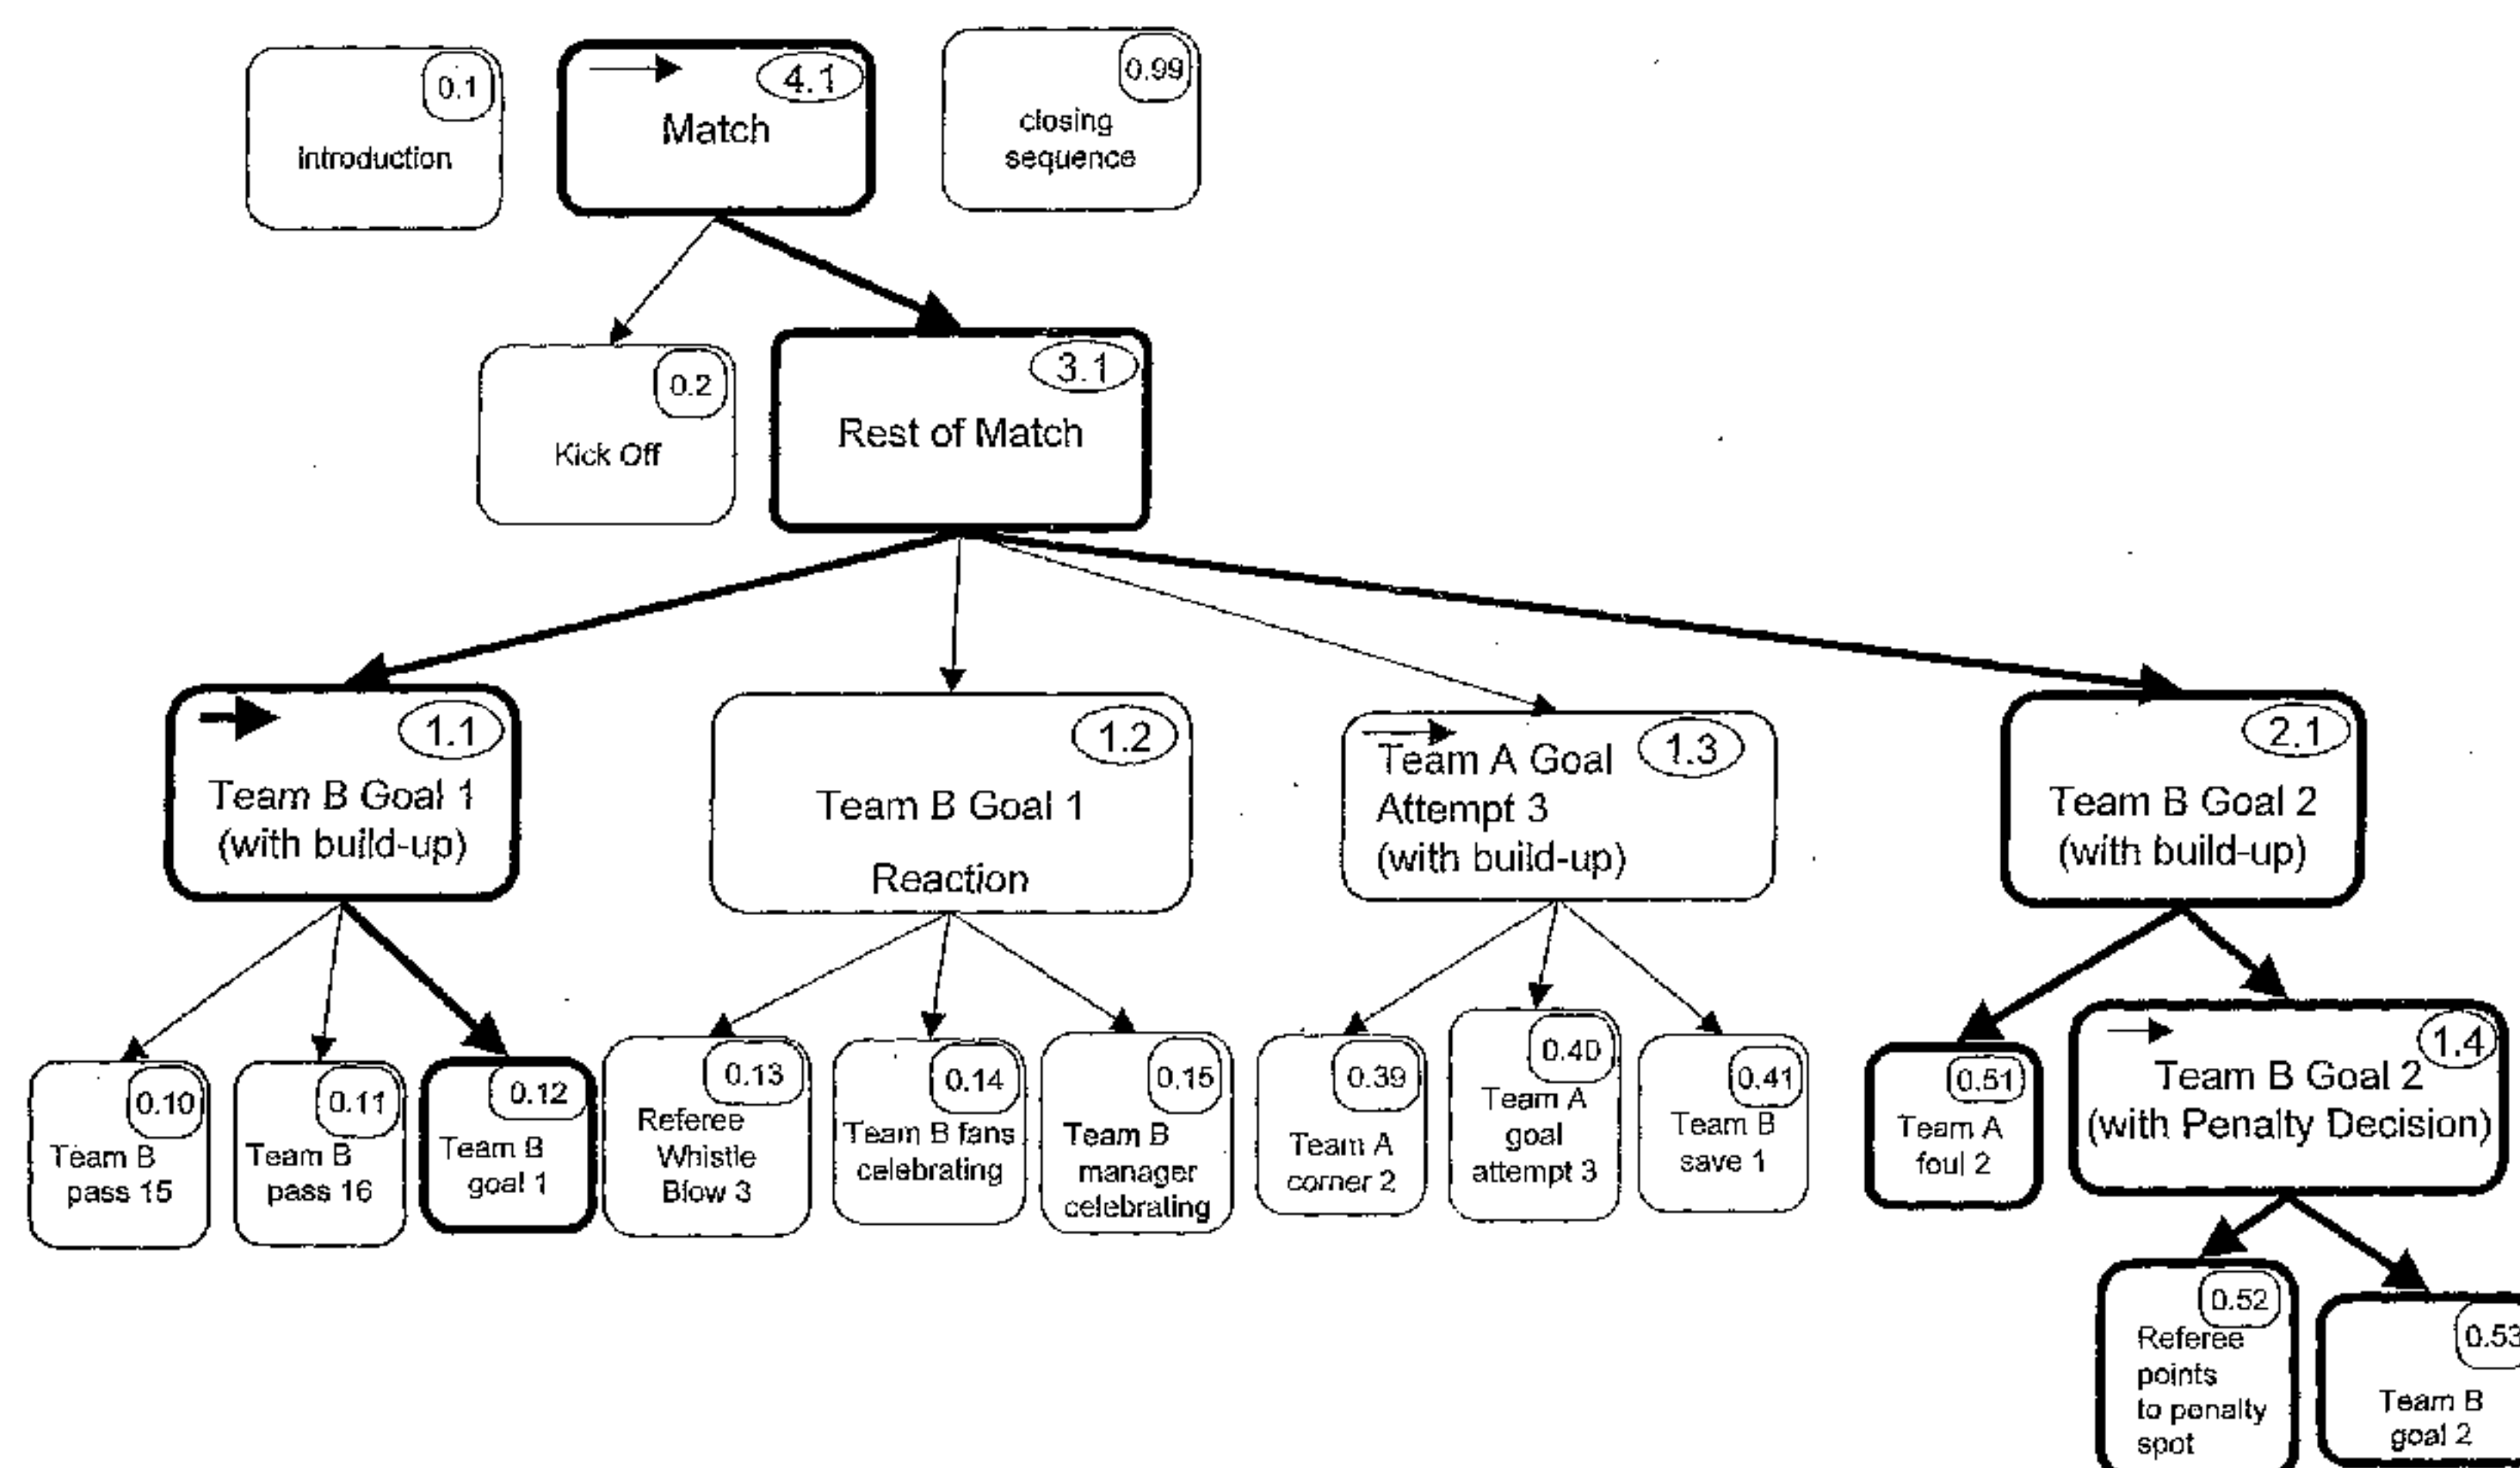 0.1
Introduction
4.1
Match
0.99
closing
sequence
0.2
Kick Off
3.1
Rest of Match
1.1
Team B Goal 1
(with build-up)
1.2
Team B Goal 1
Reaction
1.3
Team A Goal
Attempt 3
(with build-up)
2.1
Team B Goal 2
(with build-up)
0.10
Team B
pass 15
0.11
Team B
pass 16
0.12
Team B
goal 1
0.13
Referee
Whistle
Blow 3
0.14
Team B fans
celebrating
0.15
Team B
manager
celebrating
0.39
Team A
corner 2
0.40
Team A
goal
attempt 3
0.41
Team B
save 1
0.51
Team A
foul 2
1.4
Team B Goal 2
(with Penalty Decision)
0.52
Referee
points
to penalty
spot
0.53
Team B
goal 2